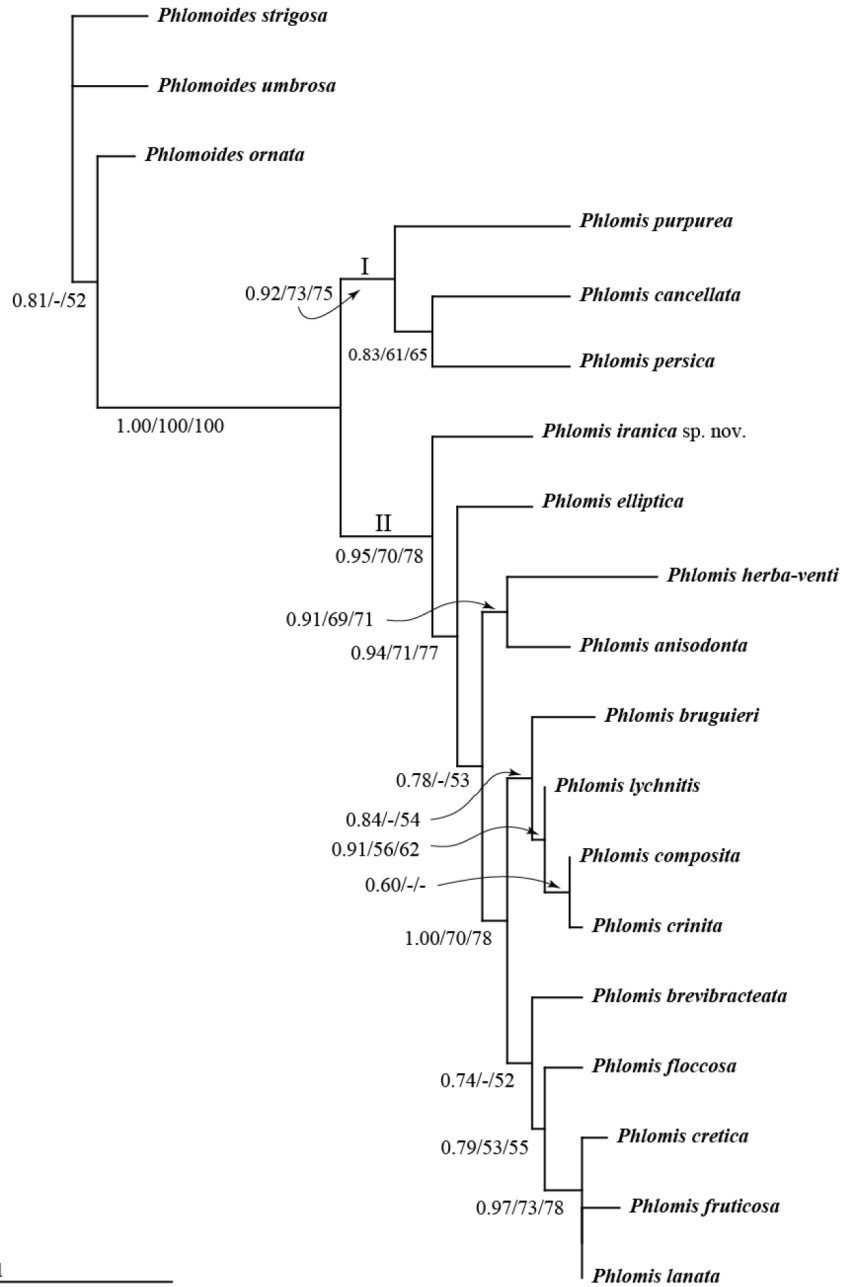 Phlomoides strigosa
Phlomoides umbrosa
Phlomoides ornata
Phlomis purpurea
I
0.92/73/75
Phlomis cancellata
0.81/-/52
0.83/61/65
Phlomis persica
1.00/100/100
Phlomis iranica sp. nov.
Phlomis elliptica
II
0.95/70/78
Phlomis herba-venti
0.91/69/71
Phlomis anisodonta
0.94/71/77
Phlomis bruguieri
0.78/-/53
Phlomis lychnitis
0.84/-/54
0.91/56/62
Phlomis composita
0.60/-/-
Phlomis crinita
1.00/70/78
Phlomis brevibracteata
Phlomis floccosa
0.74/-/52
Phlomis cretica
0.79/53/55
Phlomis fruticosa
0.97/73/78
Phlomis lanata